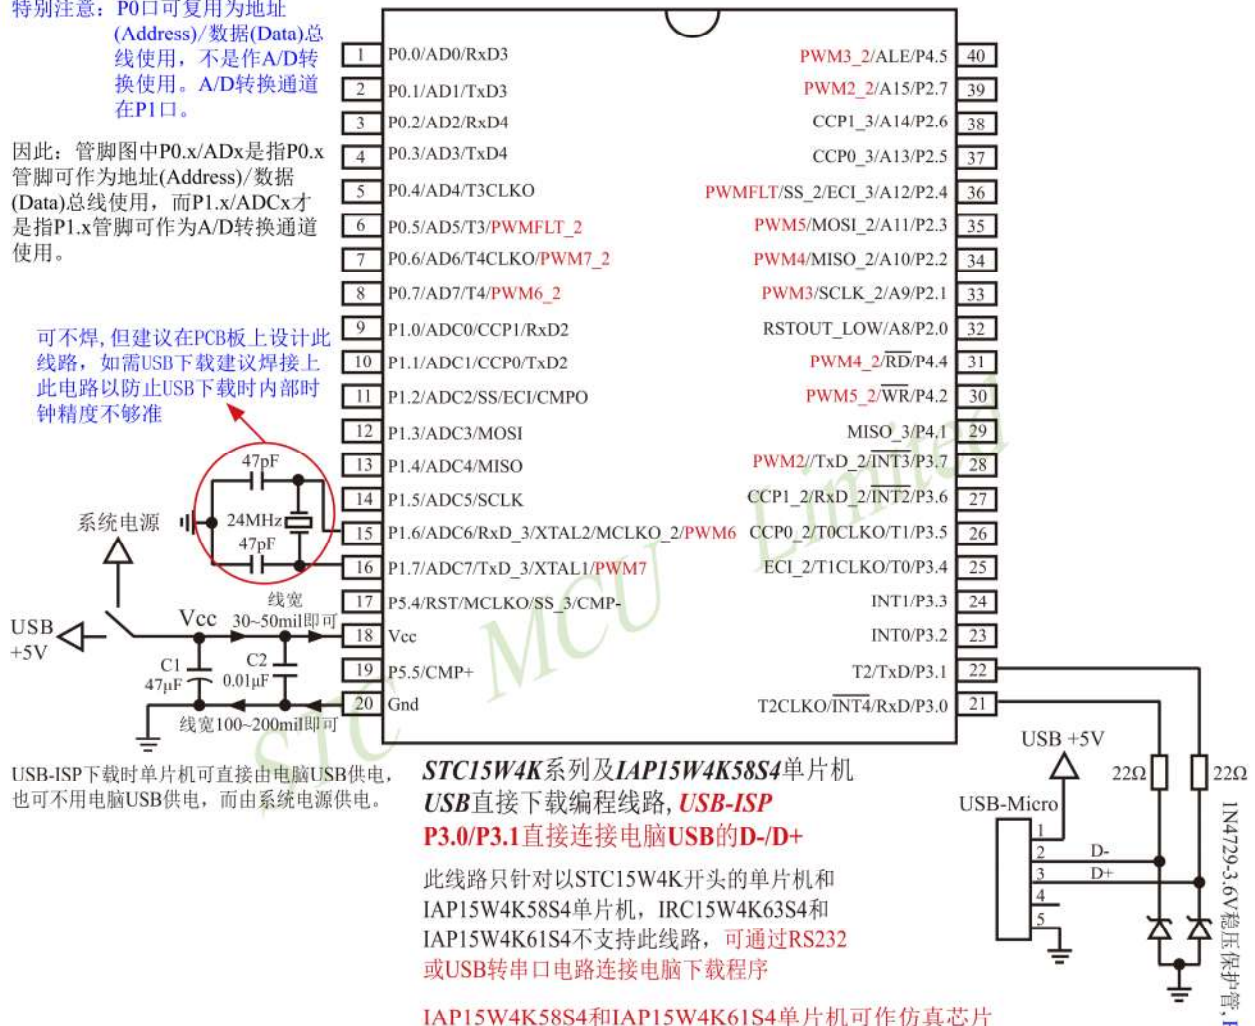 特别注意：P0口可复用为地址
(Address)/数据(Data)总
线使用，不是作A/D转
换使用。A/D转换通道
在P1口。
因此：管脚图中P0.x/ADx是指P0.x
管脚可作为地址(Address)/数据
(Data)总线使用，而P1.x/ADCx才
是指P1.x管脚可作为A/D转换通道
使用。
可不焊,但建议在PCB板上设计此
线路，如需USB下载建议焊接上
此电路以防止USB下载时内部时
钟精度不够准
47pF
24MHz
47pF
系统电源
USB
+5V
Vcc
线宽
30~50mil即可
C1
47μF
C2
0.01μF
线宽100~200mil即可
USB-ISP下载时单片机可直接由电脑USB供电，
也可不用电脑USB供电，而由系统电源供电。
1 P0.0/AD0/RxD3
2 P0.1/AD1/TxD3
3 P0.2/AD2/RxD4
4 P0.3/AD3/TxD4
5 P0.4/AD4/T3CLKO
6 P0.5/AD5/T3/PWMFLT_2
7 P0.6/AD6/T4CLKO/PWM7_2
8 P0.7/AD7/T4/PWM6_2
9 P1.0/ADC0/CCP1/RxD2
10 P1.1/ADC1/CCP0/TxD2
11 P1.2/ADC2/SS/ECI/CMPO
12 P1.3/ADC3/MOSI
13 P1.4/ADC4/MISO
14 P1.5/ADC5/SCLK
15 P1.6/ADC6/RxD_3/XTAL2/MCLKO_2/PWM6
16 P1.7/ADC7/TxD_3/XTAL1/PWM7
17 P5.4/RST/MCLKO/SS_3/CMP-
18 Vcc
19 P5.5/CMP+
20 Gnd
PWM3_2/ALE/P4.5 40
PWM2_2/A15/P2.7 39
CCP1_3/A14/P2.6 38
CCP0_3/A13/P2.5 37
PWMFLT/SS_2/ECI_3/A12/P2.4 36
PWM5/MOSI_2/A11/P2.3 35
PWM4/MISO_2/A10/P2.2 34
PWM3/SCLK_2/A9/P2.1 33
RSTOUT_LOW/A8/P2.0 32
PWM4_2/RD/P4.4 31
PWM5_2/WR/P4.2 30
MISO_3/P4.1 29
PWM2//TxD_2/INT3/P3.7 28
CCP1_2/RxD_2/INT2/P3.6 27
CCP0_2/T0CLKO/T1/P3.5 26
ECI_2/T1CLKO/T0/P3.4 25
INT1/P3.3 24
INT0/P3.2 23
T2/TxD/P3.1 22
T2CLKO/INT4/RxD/P3.0 21
STC MCU Limited
STC15W4K系列及IAP15W4K58S4单片机
USB直接下载编程线路, USB-ISP
P3.0/P3.1直接连接电脑USB的D-/D+
此线路只针对以STC15W4K开头的单片机和
IAP15W4K58S4单片机，IRC15W4K63S4和
IAP15W4K61S4不支持此线路，可通过RS232
或USB转串口电路连接电脑下载程序
IAP15W4K58S4和IAP15W4K61S4单片机可作仿真芯片
USB +5V
USB-Micro
1
2
3
4
5
D-
D+
22Ω
22Ω
1N4729-3.6V稳压保护管,